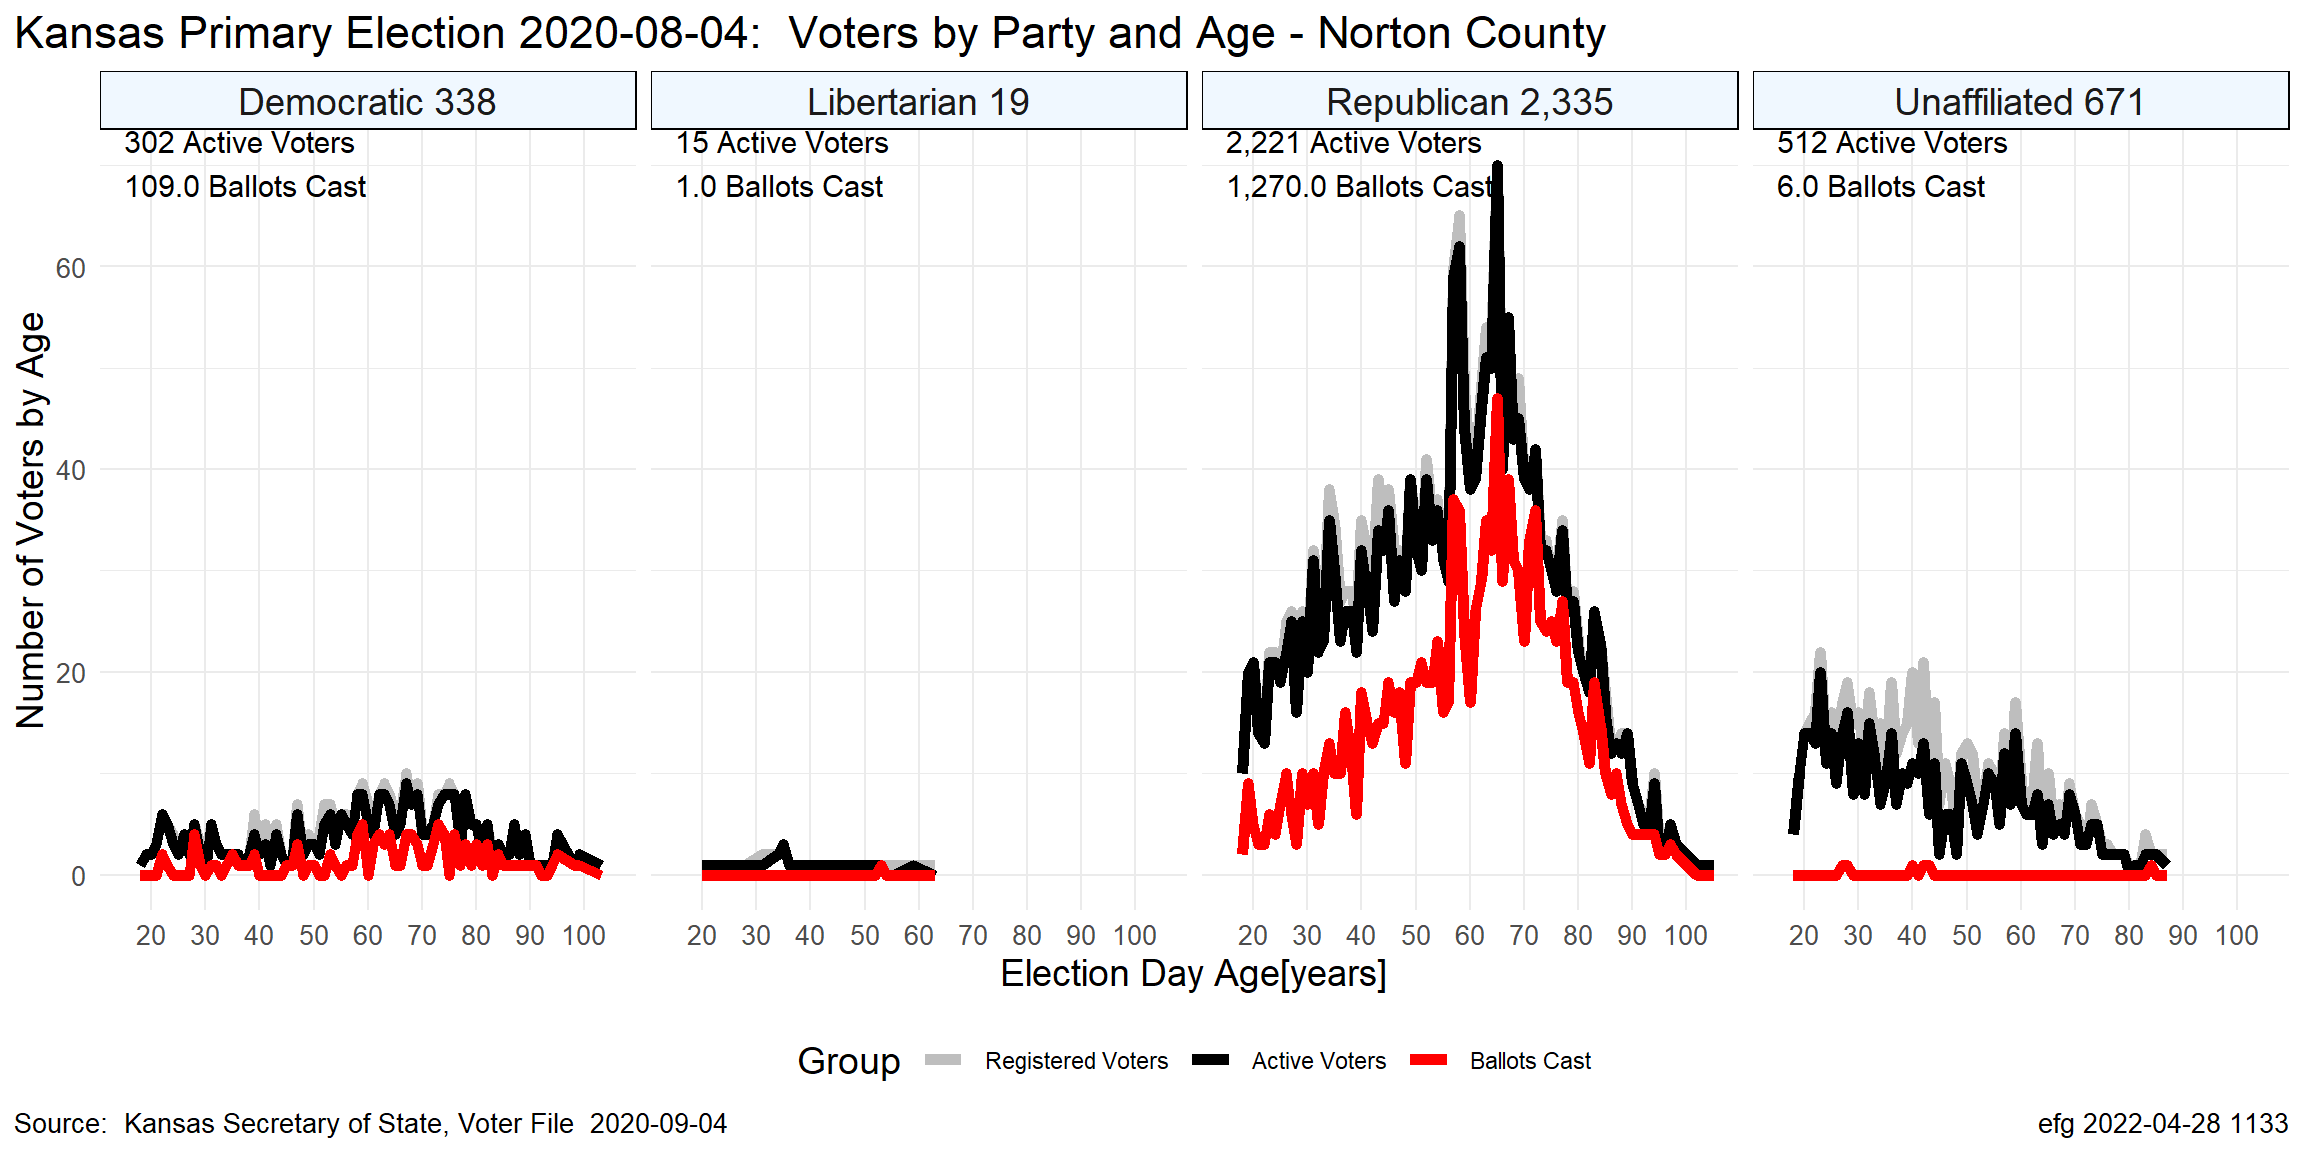 Kansas Primary Election 2020-08-04:  Voters by Party and Age - Norton County
Democratic 338
Libertarian 19
Republican 2,335
Unaffiliated 671
302 Active Voters
109.0 Ballots Cast
15 Active Voters
1.0 Ballots Cast
2,221 Active Voters
1,270.0 Ballots Cast
512 Active Voters
6.0 Ballots Cast
Number of Voters by Age
60
40
20
0
20 30 40 50 60 70 80 90 100
20 30 40 50 60 70 80 90 100
20 30 40 50 60 70 80 90 100
20 30 40 50 60 70 80 90 100
Election Day Age[years]
Group Registered Voters Active Voters Ballots Cast
Source:  Kansas Secretary of State, Voter File  2020-09-04
efg 2022-04-28 1133